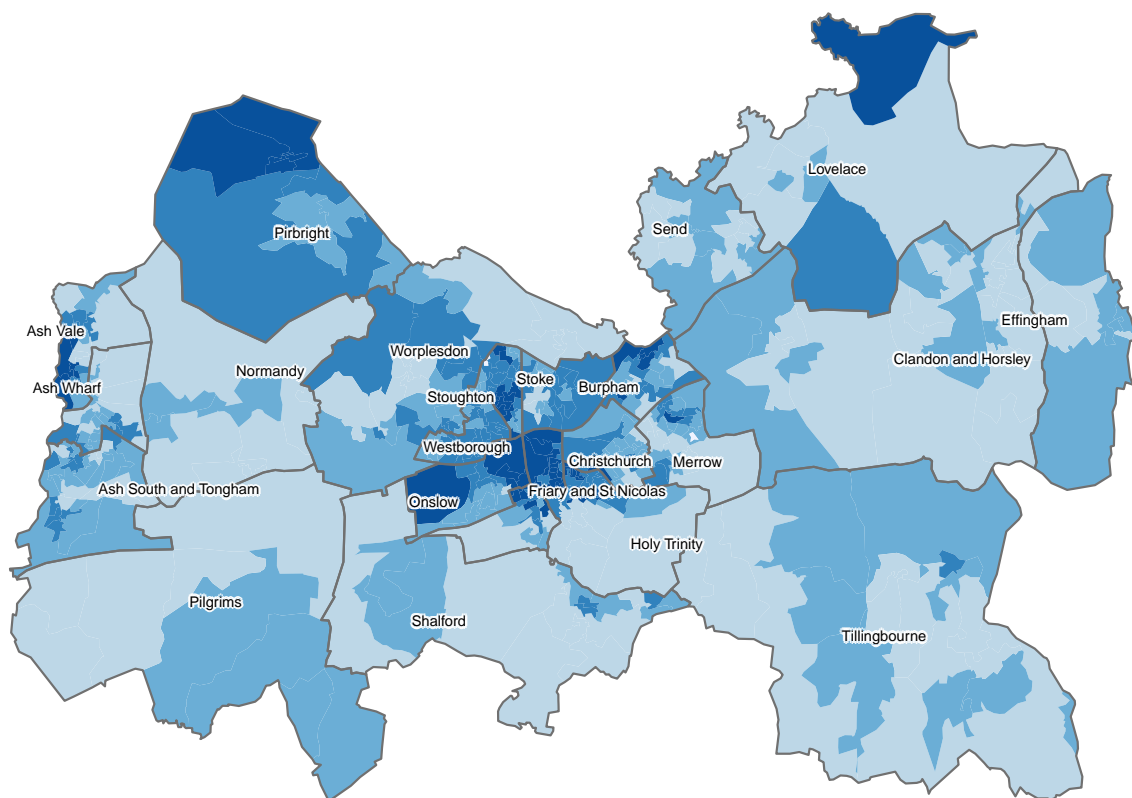 Lovelace
Pirbright
Send
Effingham
Ash Vale
Worplesdon
Clandon and Horsley
Normandy
Stoke
Ash Wharf
Burpham
Stoughton
Westborough
Christchurch
Merrow
Ash South and Tongham
Onslow
Friary and St Nicolas
Holy Trinity
Pilgrims
Shalford
Tillingbourne